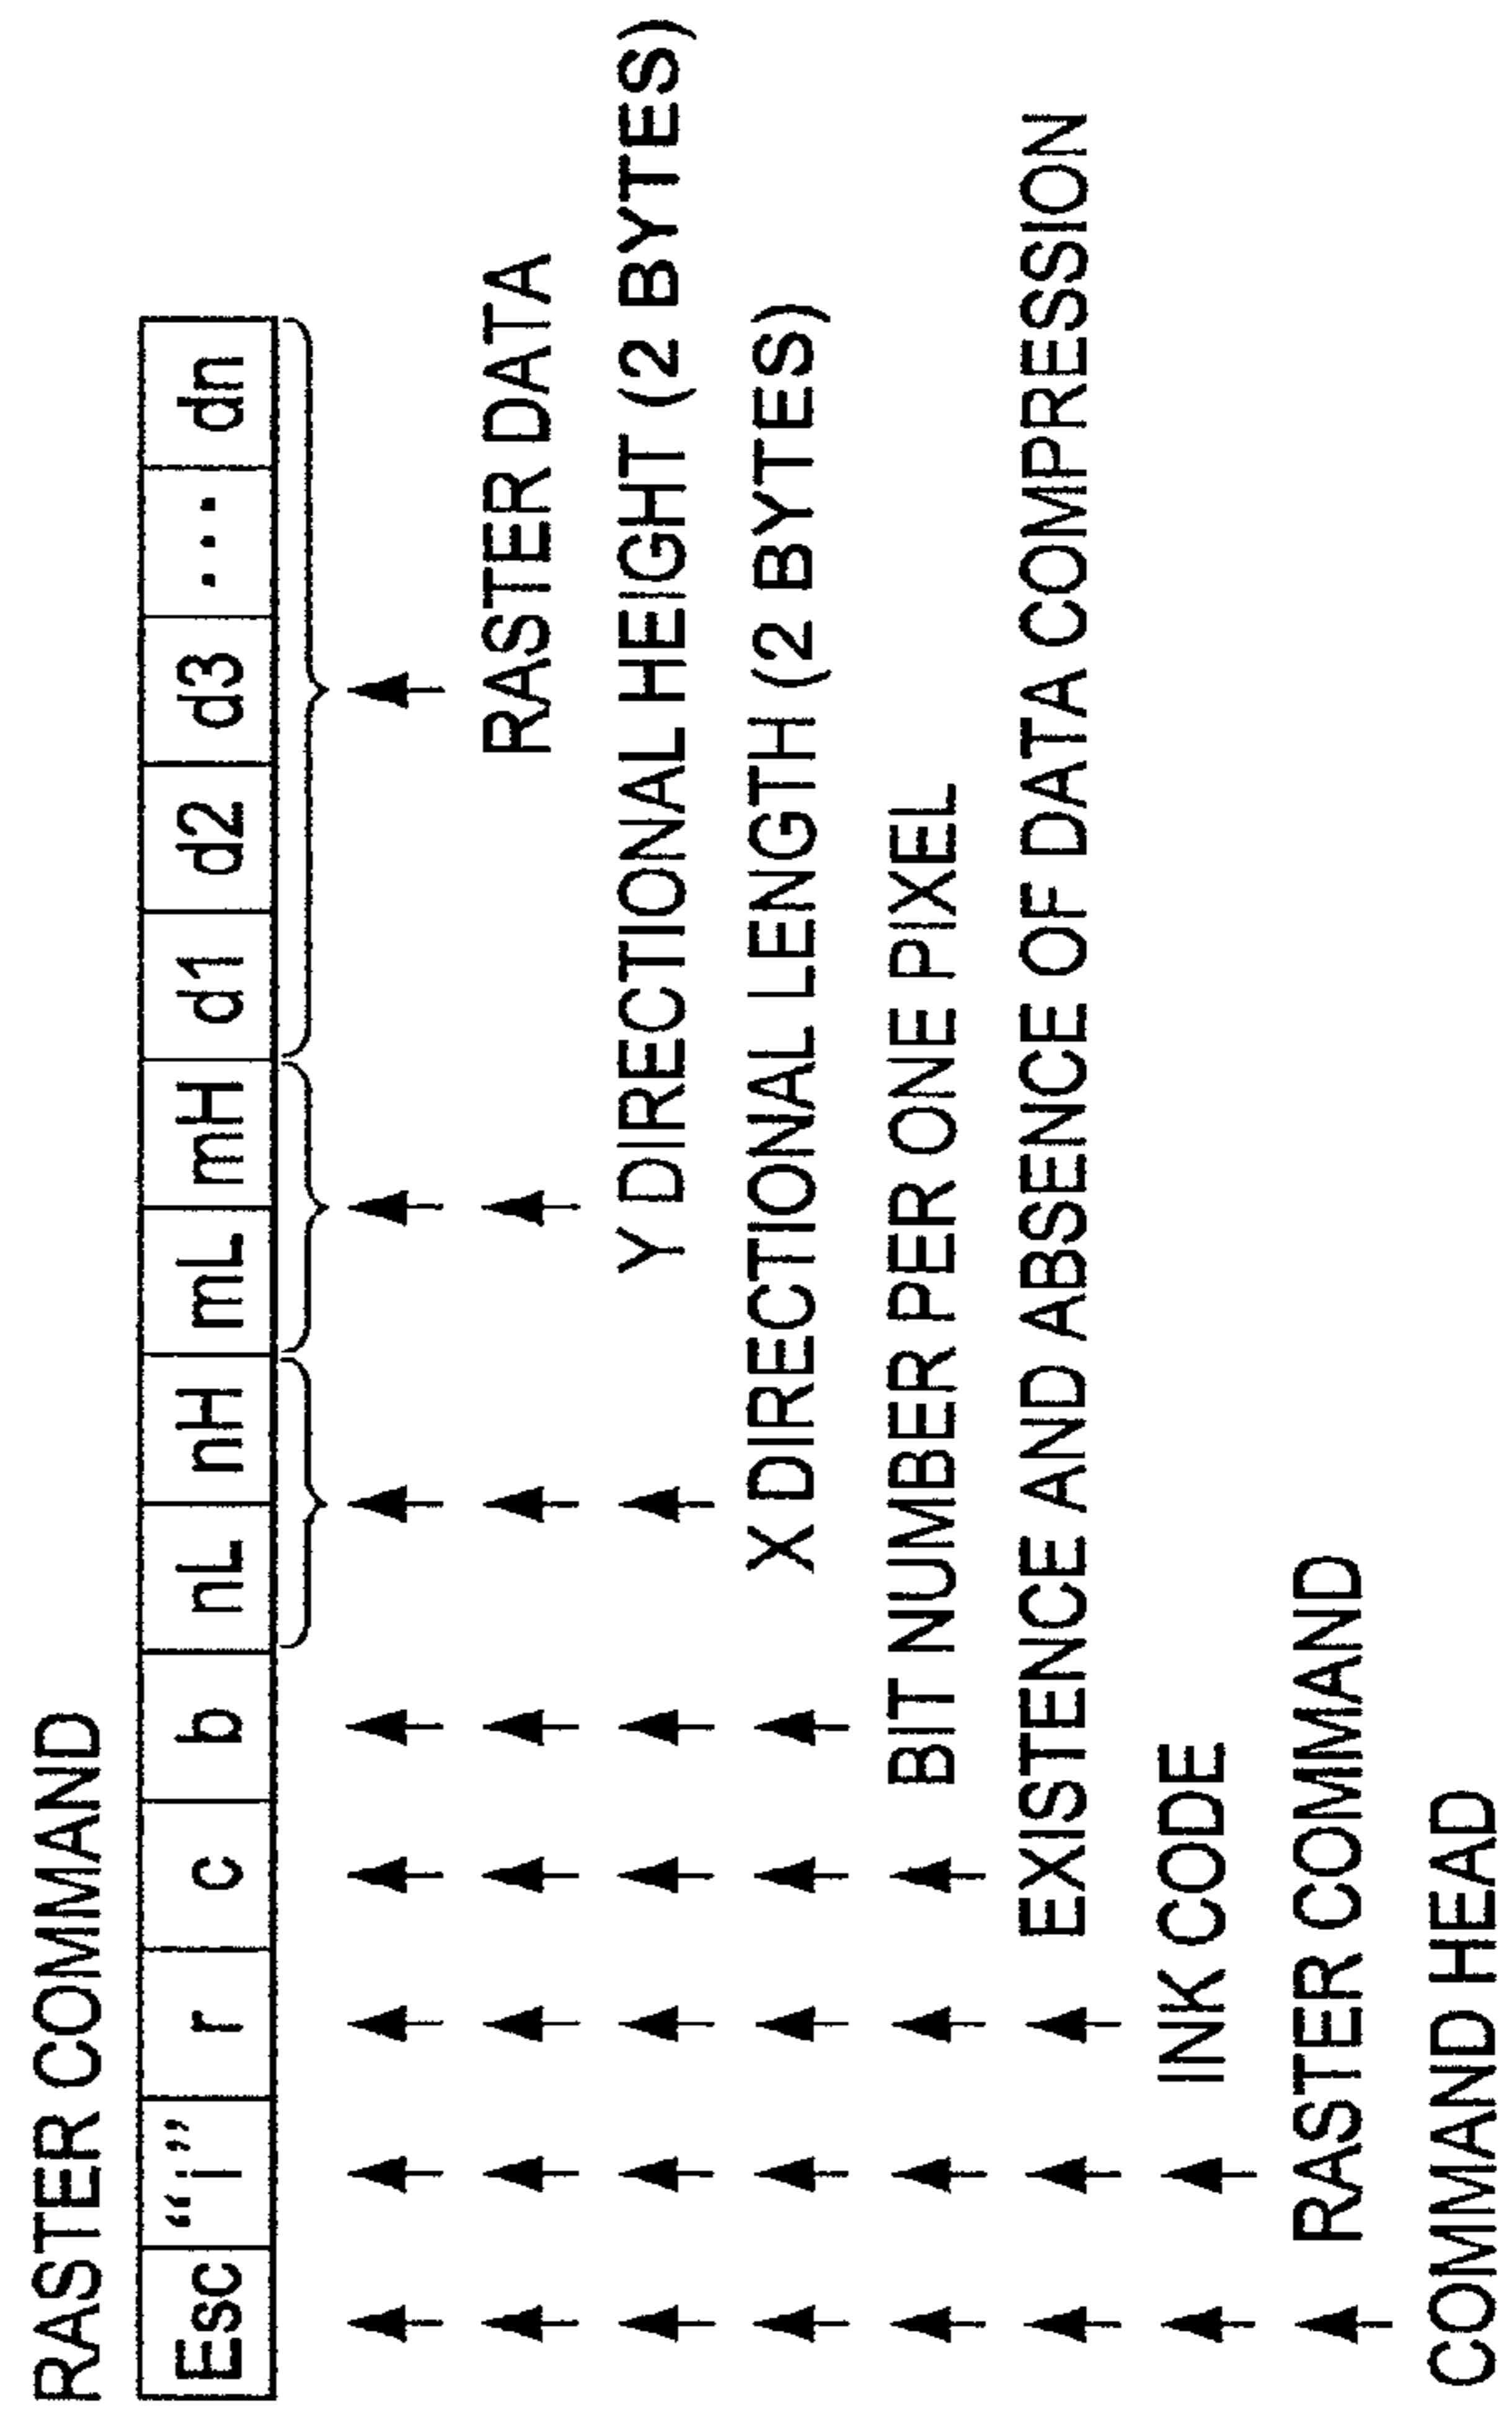 RASTER COMMAND
Esc "i" r c b nL nH mL mH d1 d2 d3 ... dn
RASTER DATA
Y DIRECTIONAL HEIGHT (2 BYTES)
X DIRECTIONAL LENGTH (2 BYTES)
BIT NUMBER PER ONE PIXEL
EXISTENCE AND ABSENCE OF DATA COMPRESSION
INK CODE
RASTER COMMAND
COMMAND HEAD